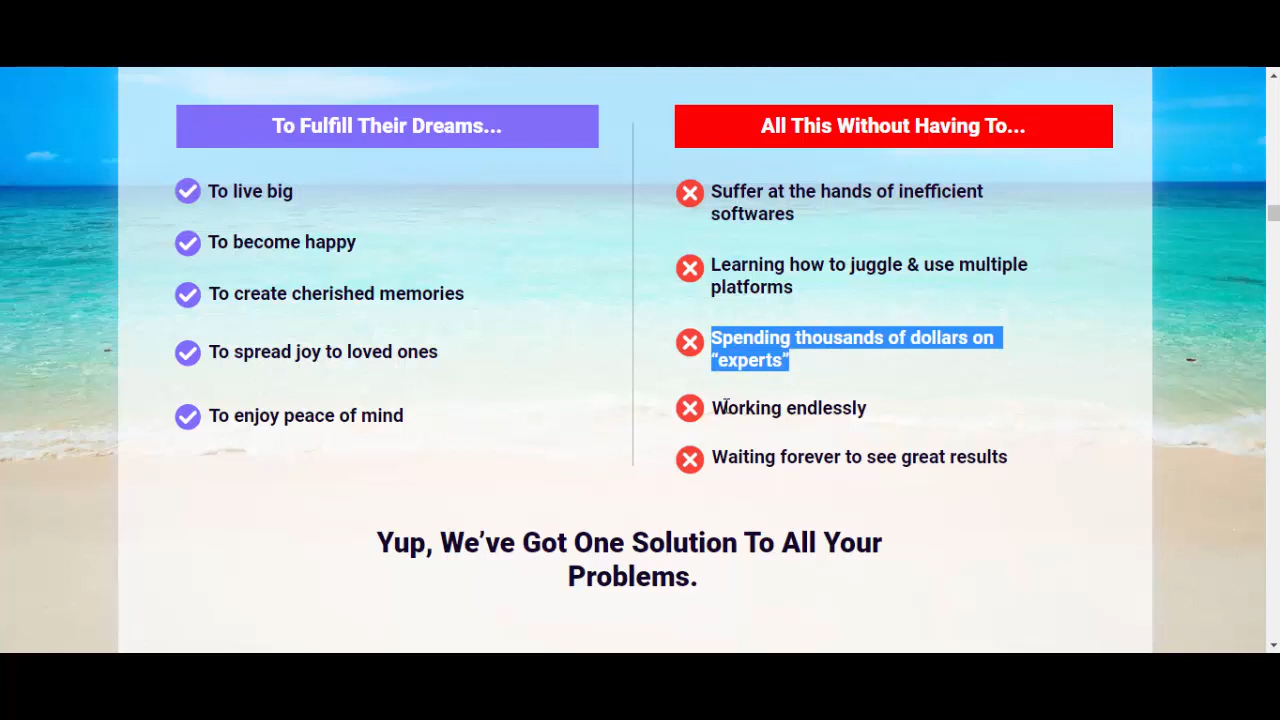 To Fulfill Their Dreams...
To live big
To become happy
To create cherished memories
To spread joy to loved ones
To enjoy peace of mind
All This Without Having To...
Suffer at the hands of inefficient
softwares
Learning how to juggle & use multiple
platforms
Spending thousands of dollars on
“experts”
Working endlessly
Waiting forever to see great results
Yup, We’ve Got One Solution To All Your
Problems.